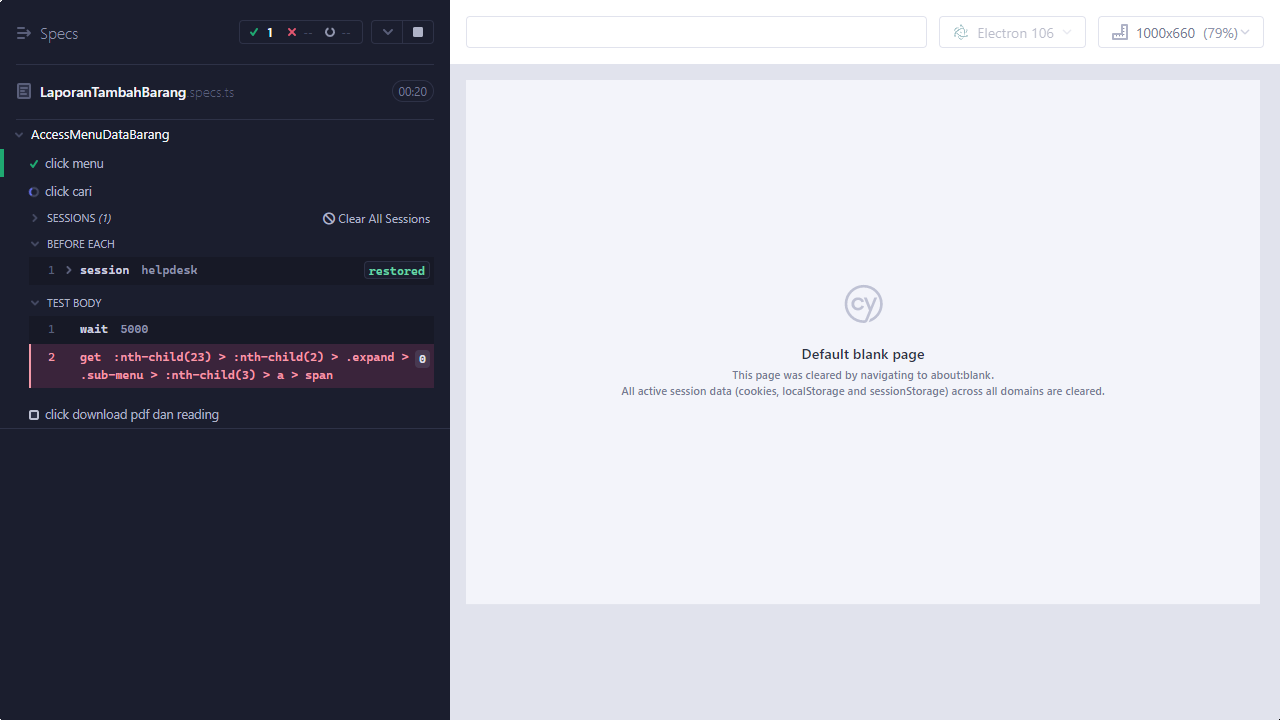 Specs
1
--
--
LaporanTambahBarang.specs.ts
00:20
AccessMenuDataBarang
click menu
click cari
SESSIONS (1)
Clear All Sessions
BEFORE EACH
1 session helpdesk restored
TEST BODY
1 wait 5000
2 get :nth-child(23) > :nth-child(2) > .expand > 0
.sub-menu > :nth-child(3) > a > span
click download pdf dan reading
Electron 106
1000x660 (79%)
cy
Default blank page
This page was cleared by navigating to about:blank.
All active session data (cookies, localStorage and sessionStorage) across all domains are cleared.